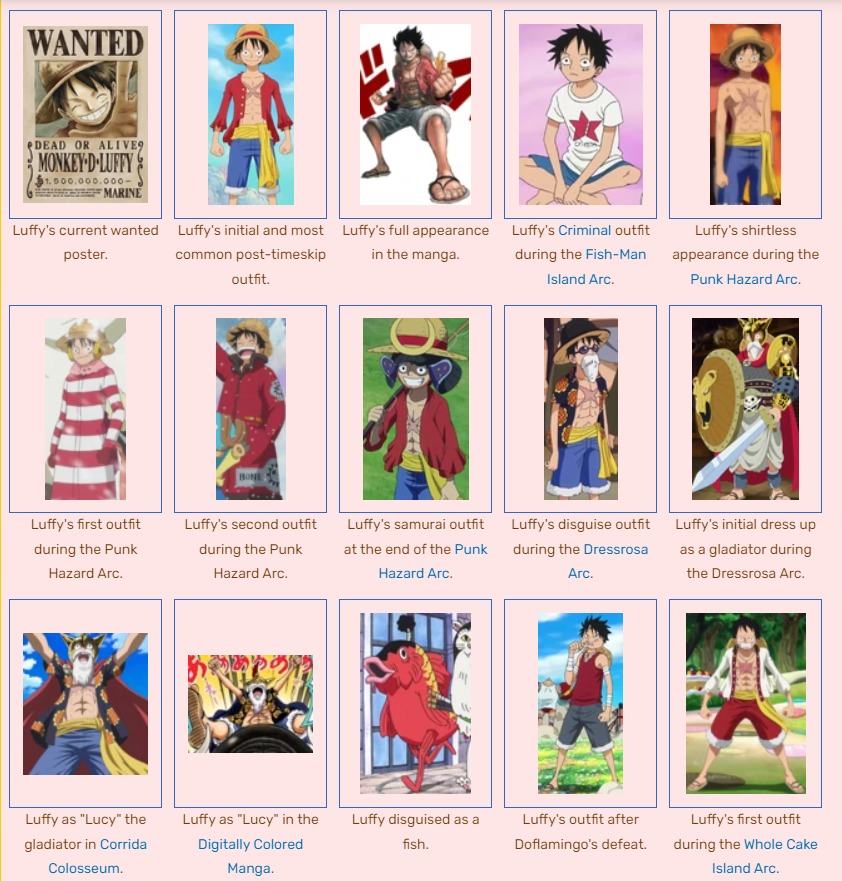 WANTED
DEAD OR ALIVE
MONKEY·D·LUFFY
1,500,000,000-
MARINE
Luffy's current wanted
poster.
Luffy's initial and most
common post-timeskip
outfit.
Luffy's full appearance
in the manga.
Luffy's Criminal outfit
during the Fish-Man
Island Arc.
Luffy's shirtless
appearance during the
Punk Hazard Arc.
HONE
Luffy's first outfit
during the Punk
Hazard Arc.
Luffy's second outfit
during the Punk
Hazard Arc.
Luffy's samurai outfit
at the end of the Punk
Hazard Arc.
Luffy's disguise outfit
during the Dressrosa
Arc.
Luffy's initial dress up
as a gladiator during
the Dressrosa Arc.
Luffy as "Lucy" the
gladiator in Corrida
Colosseum.
Luffy as "Lucy" in the
Digitally Colored
Manga.
Luffy disguised as a
fish.
Luffy's outfit after
Doflamingo's defeat.
Luffy's first outfit
during the Whole Cake
Island Arc.